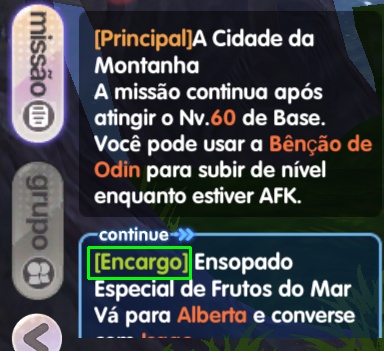 missão
grupo
[Principal]A Cidade da
Montanha
A missão continua após
atingir o Nv.60 de Base.
Você pode usar a Bênção de
Odin para subir de nível
enquanto estiver AFK.
continue
[Encargo] Ensopado
Especial de Frutos do Mar
Vá para Alberta e converse
com